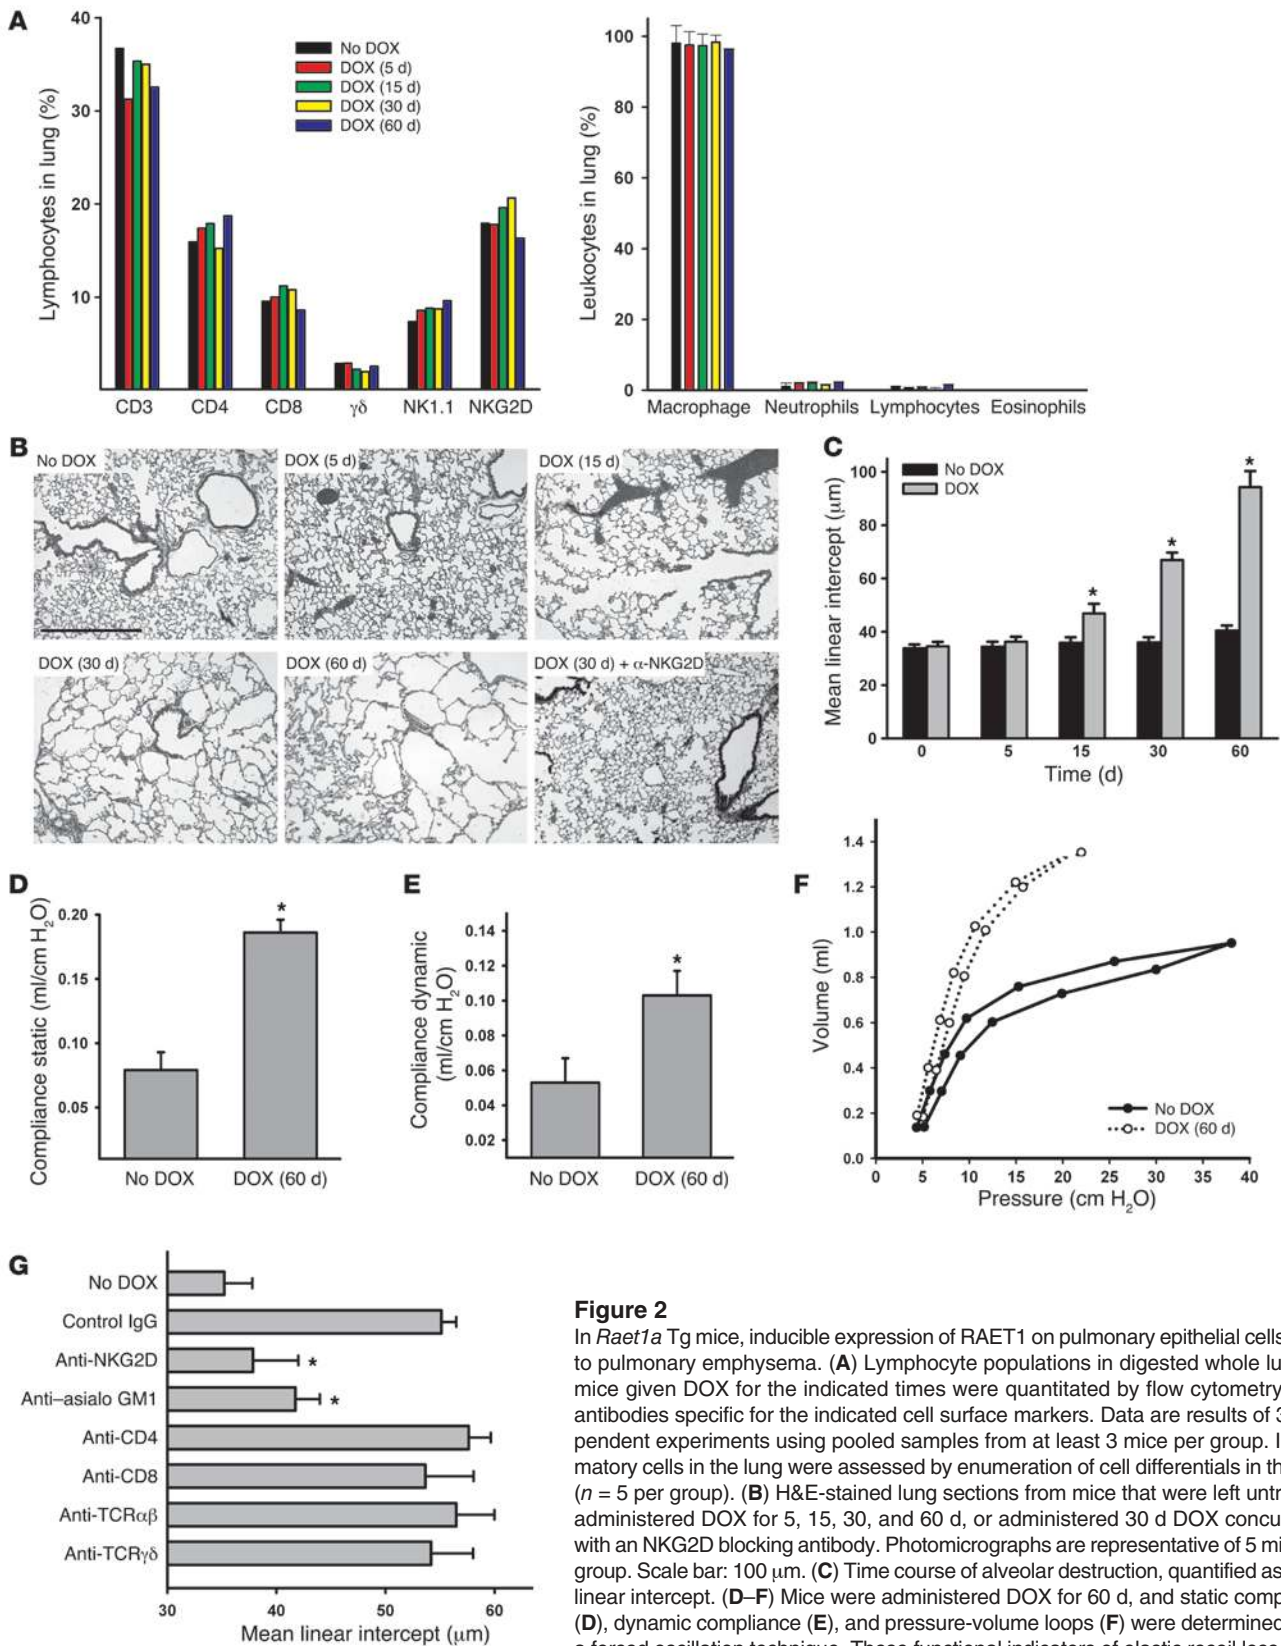 A
Lymphocytes in lung (%)
40
30
20
10
No DOX
DOX (5 d)
DOX (15 d)
DOX (30 d)
DOX (60 d)
CD3 CD4 CD8 γδ NK1.1 NKG2D
Leukocytes in lung (%)
100
80
60
40
20
0
Macrophage Neutrophils Lymphocytes Eosinophils
B
No DOX
DOX (5 d)
DOX (15 d)
DOX (30 d)
DOX (60 d)
DOX (30 d) + α-NKG2D
C
Mean linear intercept (μm)
100
80
60
40
20
0
No DOX
DOX
* * *
0 5 15 30 60
Time (d)
D
Compliance static (ml/cm H2O)
0.20
0.15
0.10
0.05
*
No DOX DOX (60 d)
E
Compliance dynamic
(ml/cm H2O)
0.14
0.12
0.10
0.08
0.06
0.04
0.02
*
No DOX DOX (60 d)
F
Volume (ml)
1.4
1.2
1.0
0.8
0.6
0.4
0.2
0.0
No DOX
DOX (60 d)
0 5 10 15 20 25 30 35 40
Pressure (cm H2O)
G
No DOX
Control IgG
Anti-NKG2D *
Anti–asialo GM1 *
Anti-CD4
Anti-CD8
Anti-TCRαβ
Anti-TCRγδ
30 40 50 60
Mean linear intercept (μm)
Figure 2
In Raet1a Tg mice, inducible expression of RAET1 on pulmonary epithelial cells
to pulmonary emphysema. (A) Lymphocyte populations in digested whole lu
mice given DOX for the indicated times were quantitated by flow cytometry
antibodies specific for the indicated cell surface markers. Data are results of 3
pendent experiments using pooled samples from at least 3 mice per group. I
matory cells in the lung were assessed by enumeration of cell differentials in th
(n = 5 per group). (B) H&E-stained lung sections from mice that were left untr
administered DOX for 5, 15, 30, and 60 d, or administered 30 d DOX concu
with an NKG2D blocking antibody. Photomicrographs are representative of 5 mi
group. Scale bar: 100 μm. (C) Time course of alveolar destruction, quantified as
linear intercept. (D–F) Mice were administered DOX for 60 d, and static comp
(D), dynamic compliance (E), and pressure-volume loops (F) were determined